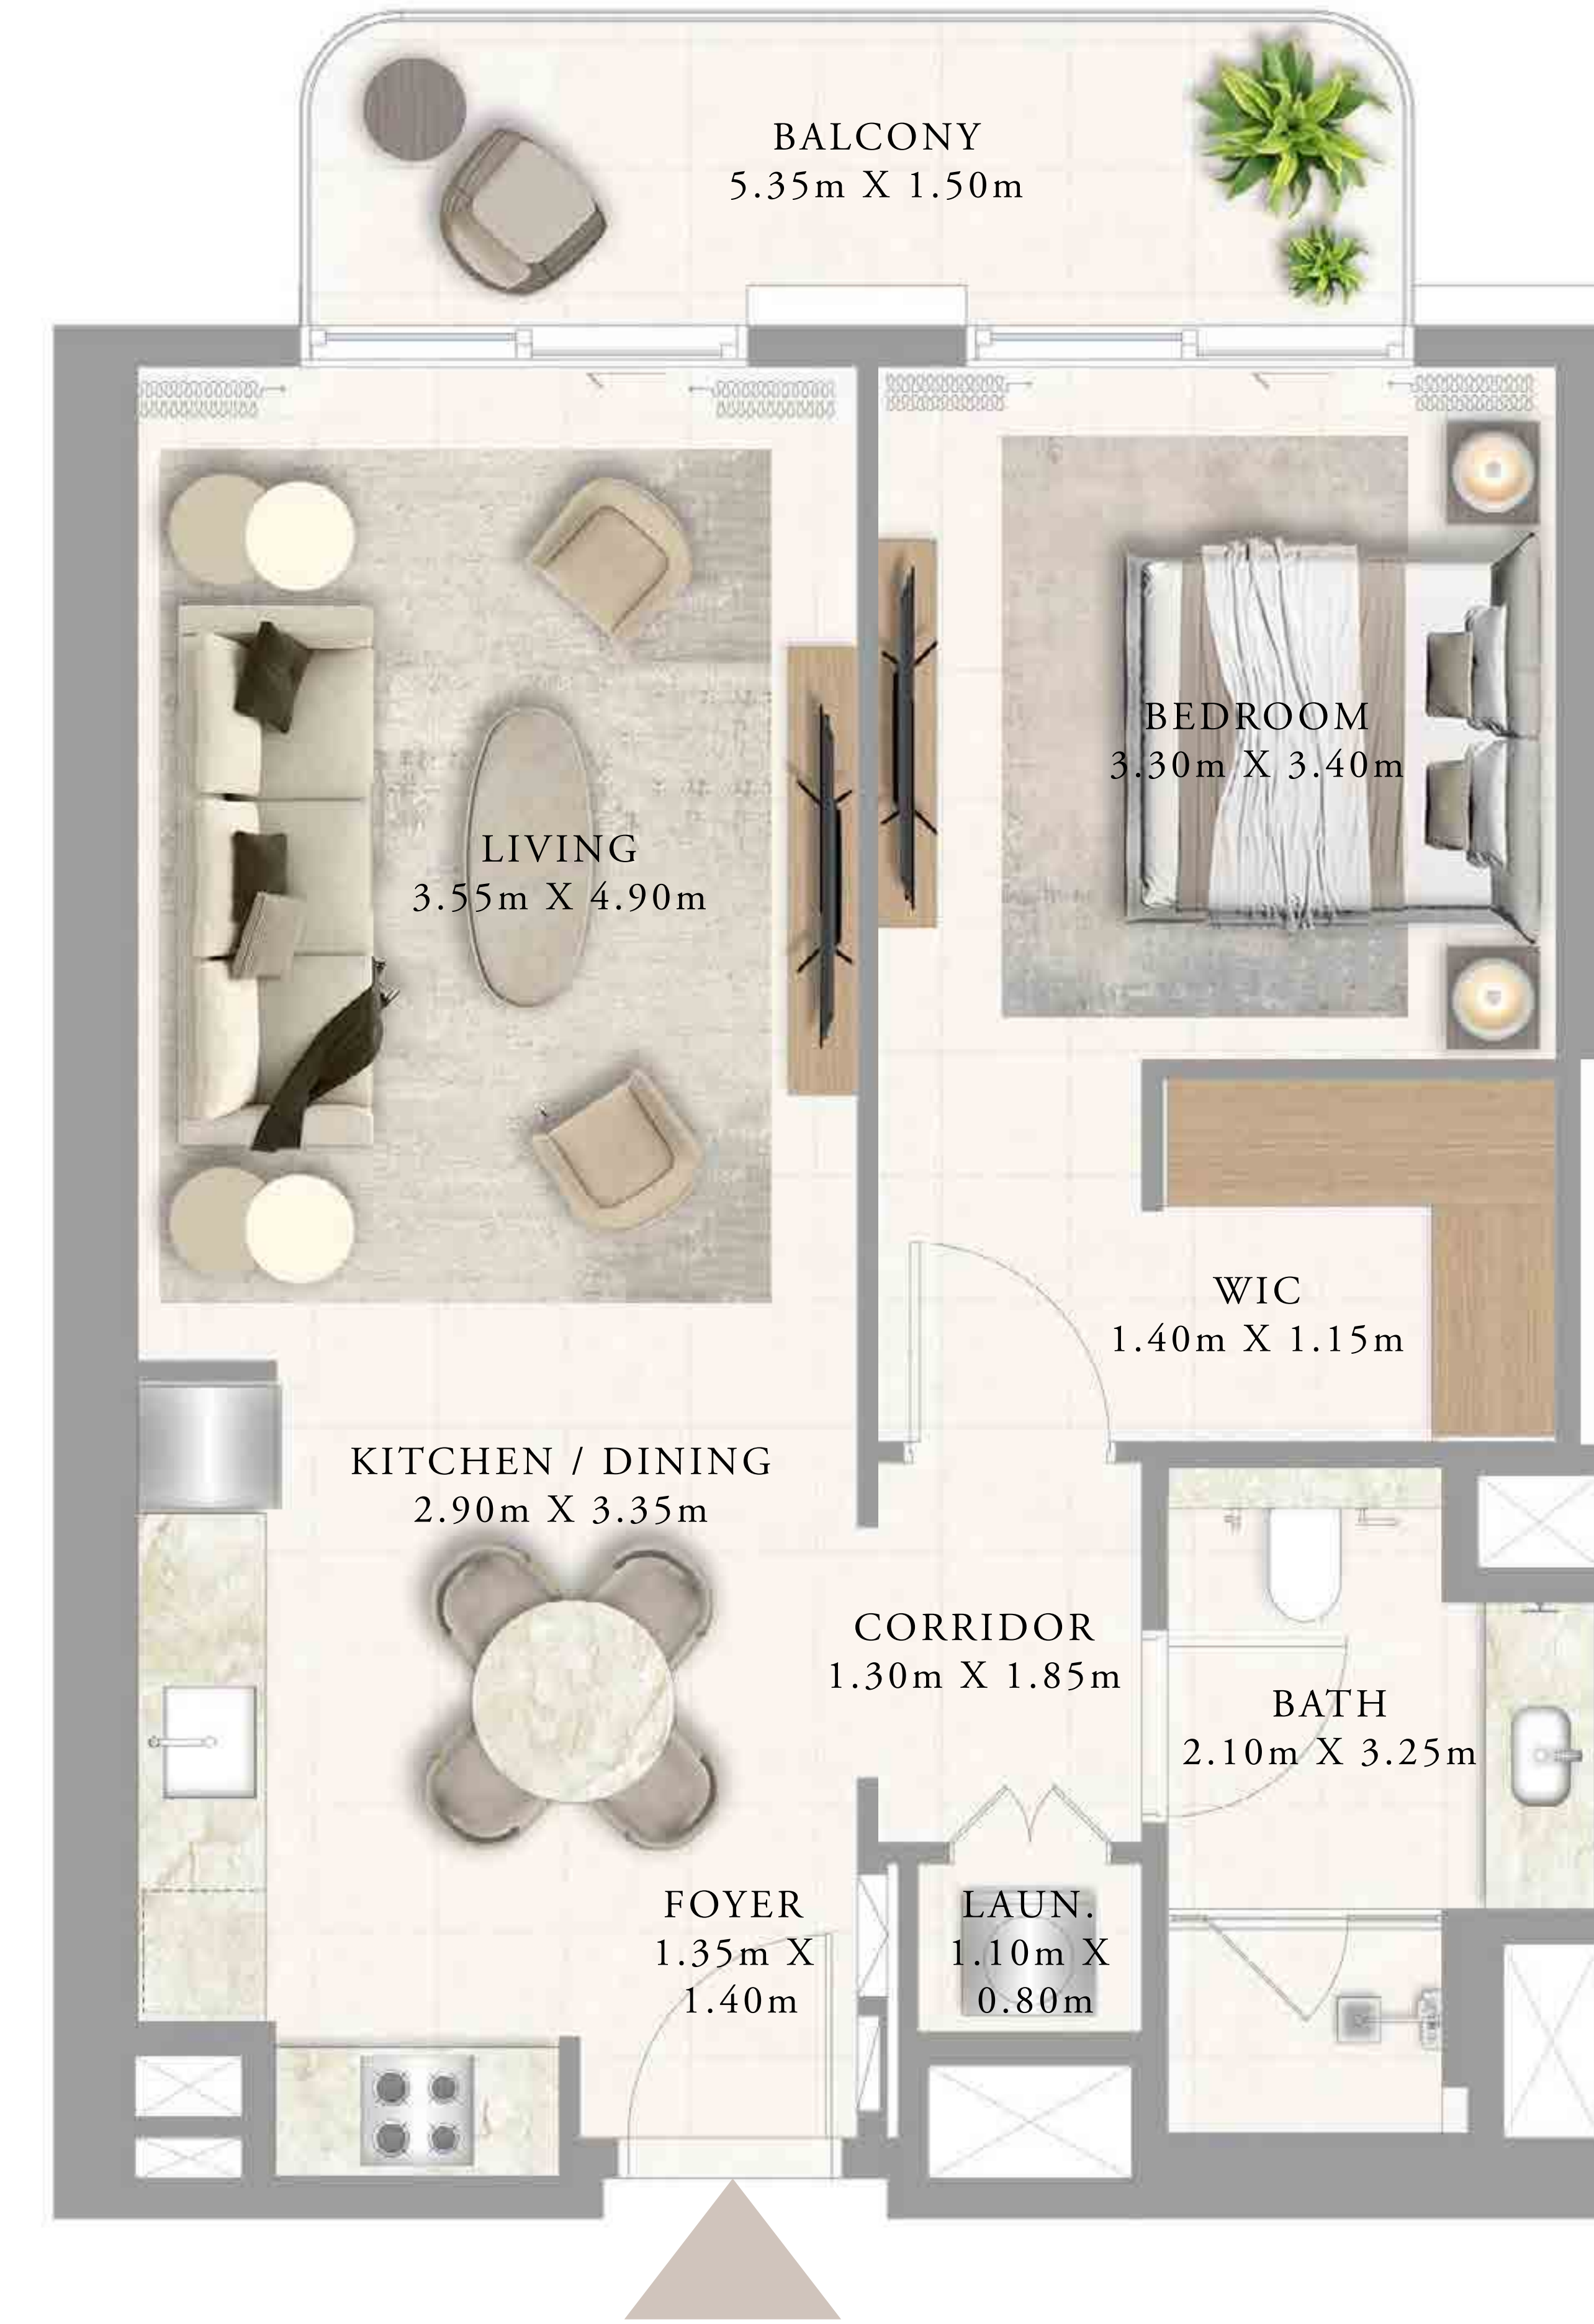 BALCONY
5.35m X 1.50m
BEDROOM
3.30m X 3.40m
LIVING
3.55m X 4.90m
WIC
1.40m X 1.15m
KITCHEN / DINING
2.90m X 3.35m
CORRIDOR
1.30m X 1.85m
BATH
2.10m X 3.25m
FOYER
1.35m X
1.40m
LAUN.
1.10m X
0.80m